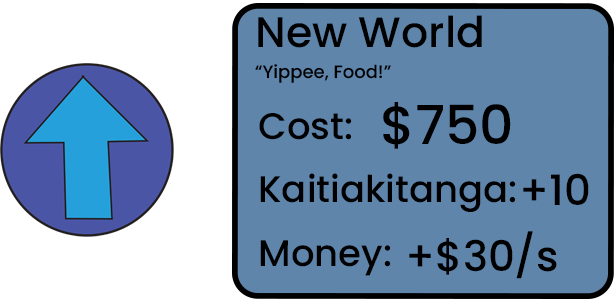 New World
“Yippee, Food!”
Cost: $750
Kaitiakitanga:+10
Money: +$30/s